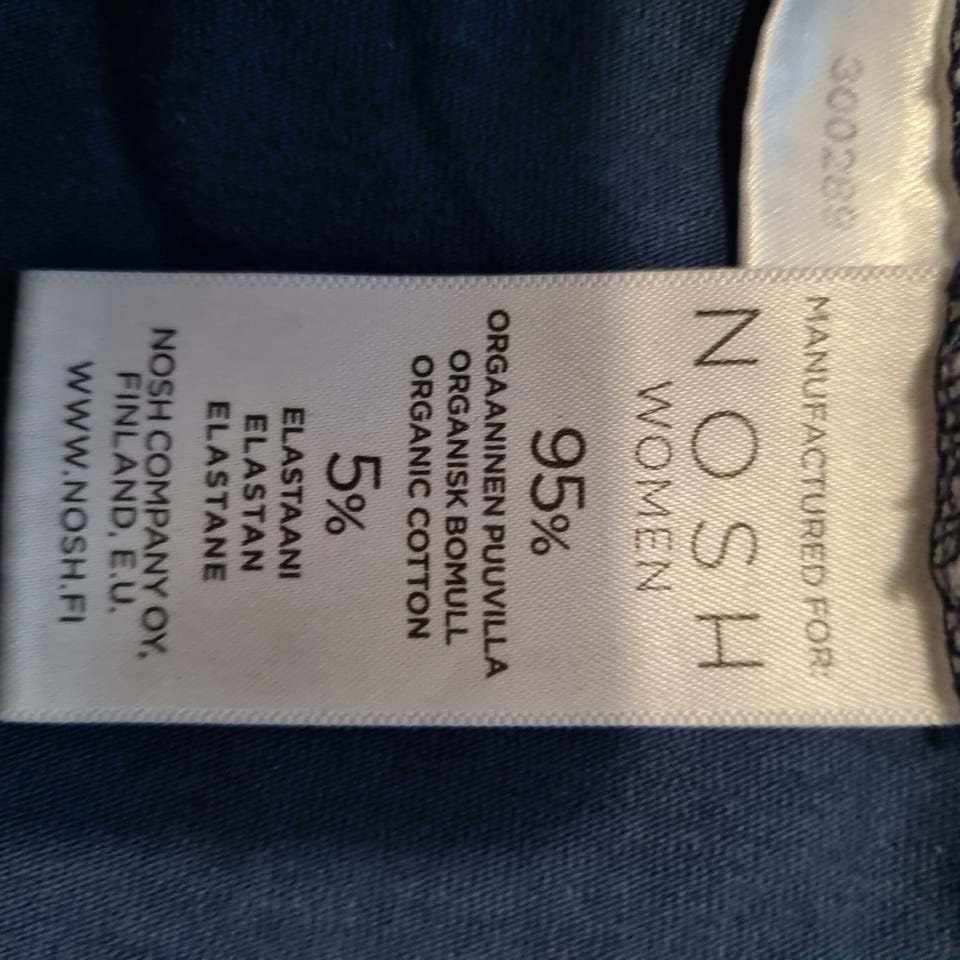 MANUFACTURED FOR:
NOSH
WOMEN
95%
ORGAANINEN PUUVILLA
ORGANISK BOMULL
ORGANIC COTTON
5%
ELASTAANI
ELASTAN
ELASTANE
NOSH COMPANY OY,
FINLAND, E.U.
WWW.NOSH.FI
300289